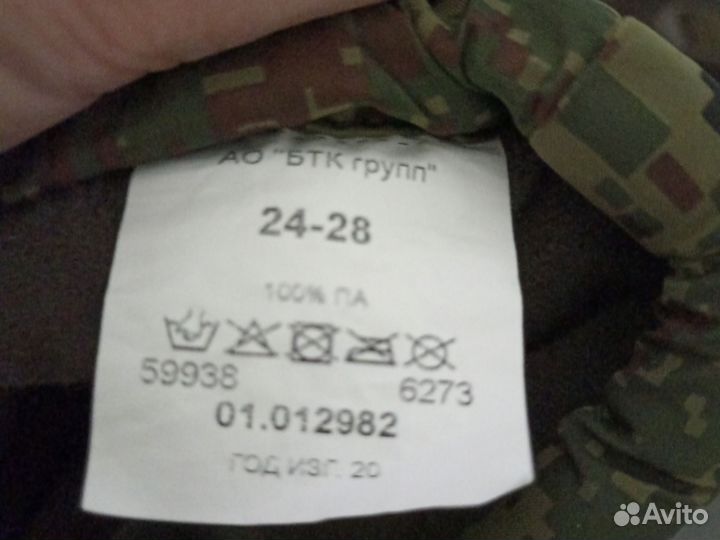 АО "БТК групп"
24-28
100% ПА
59938
6273
01.012982
ГОД ИЗГ. 20
Avito